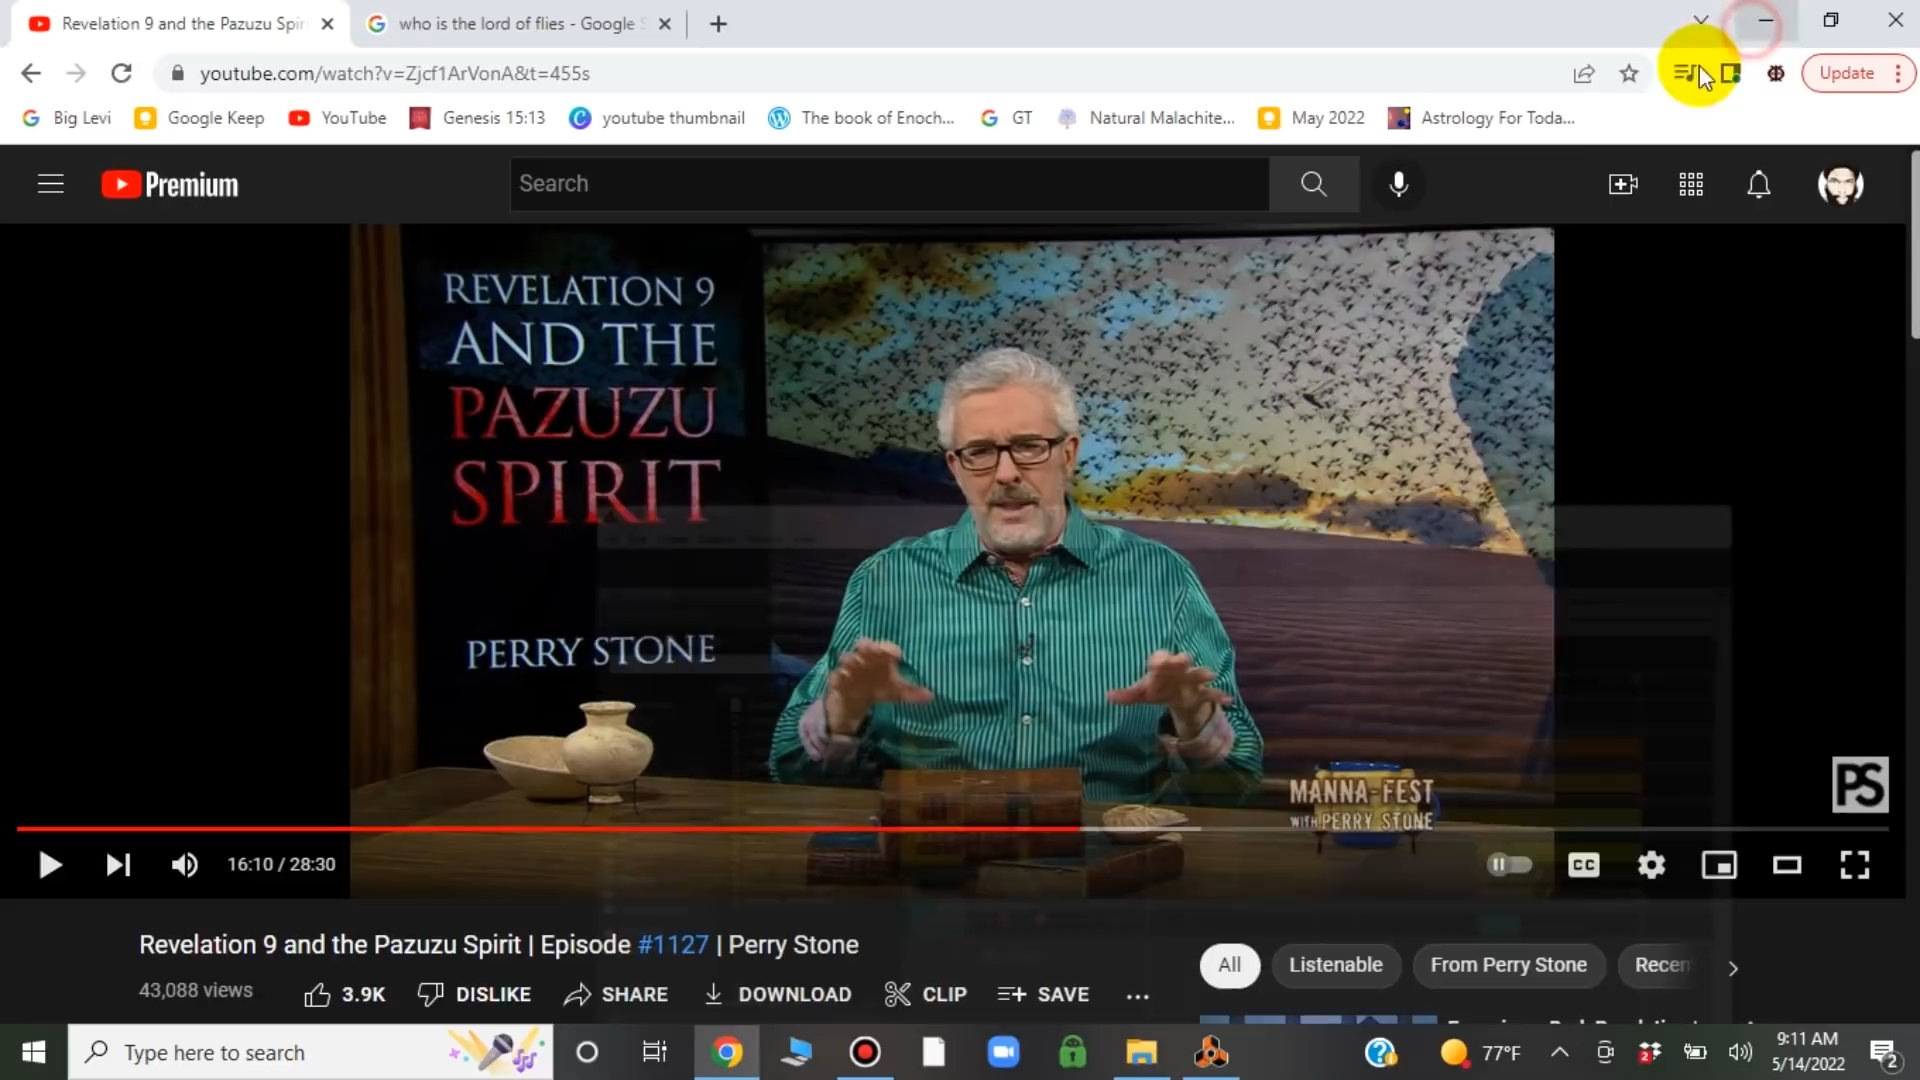 Revelation 9 and the Pazuzu Spir
who is the lord of flies - Google S
youtube.com/watch?v=Zjcf1ArVonA&t=455s
Update
Big Levi
Google Keep
YouTube
Genesis 15:13
youtube thumbnail
The book of Enoch...
GT
Natural Malachite...
May 2022
Astrology For Toda...
Premium
Search
REVELATION 9
AND THE
PAZUZU
SPIRIT
PERRY STONE
MANNA-FEST
WITH PERRY STONE
PS
16:10 / 28:30
CC
Revelation 9 and the Pazuzu Spirit | Episode #1127 | Perry Stone
43,088 views
3.9K
DISLIKE
SHARE
DOWNLOAD
CLIP
SAVE
All
Listenable
From Perry Stone
Recen
Type here to search
77°F
9:11 AM
5/14/2022
2
2